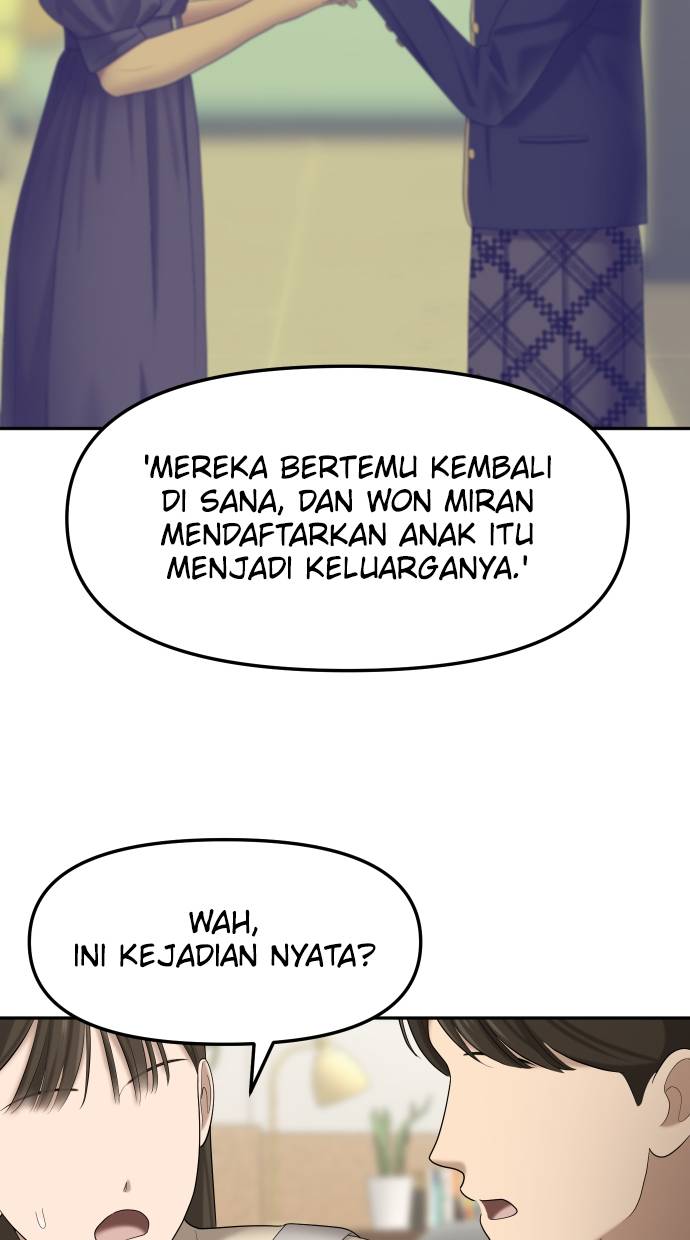 'MEREKA BERTEMU KEMBALI
DI SANA, DAN WON MIRAN
MENDAFTARKAN ANAK ITU
MENJADI KELUARGANYA.'
WAH,
INI KEJADIAN NYATA?